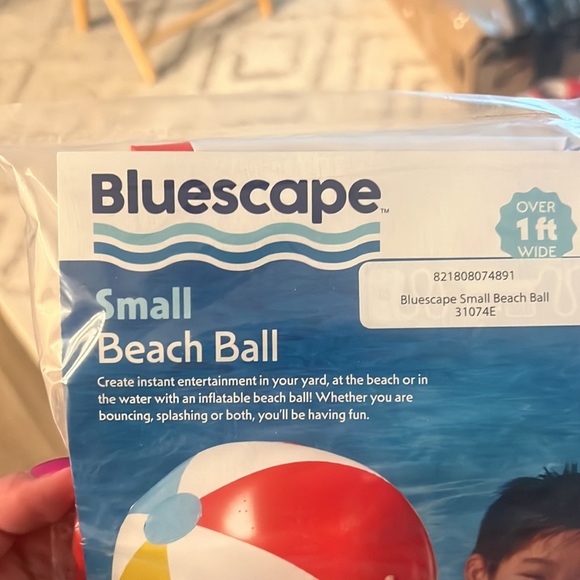 Bluescape™
OVER
1 ft
WIDE
821808074891
Bluescape Small Beach Ball
31074E
Small
Beach Ball
Create instant entertainment in your yard, at the beach or in
the water with an inflatable beach ball! Whether you are
bouncing, splashing or both, you'll be having fun.